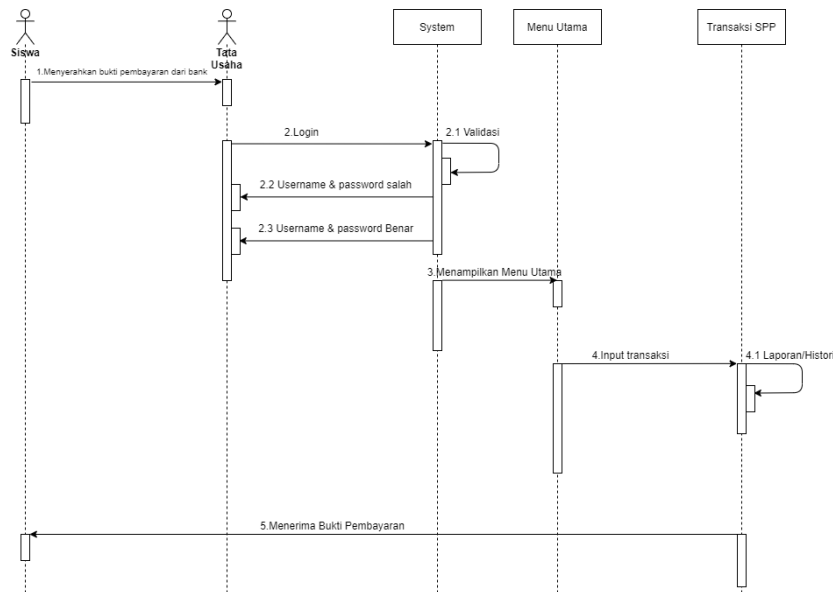 System
Menu Utama
Transaksi SPP
Siswa
Tata
Usaha
1.Menyerahkan bukti pembayaran dari bank
2.Login
2.1 Validasi
2.2 Username & password salah
2.3 Username & password Benar
3.Menampilkan Menu Utama
4.Input transaksi
4.1 Laporan/Histori
5.Menerima Bukti Pembayaran